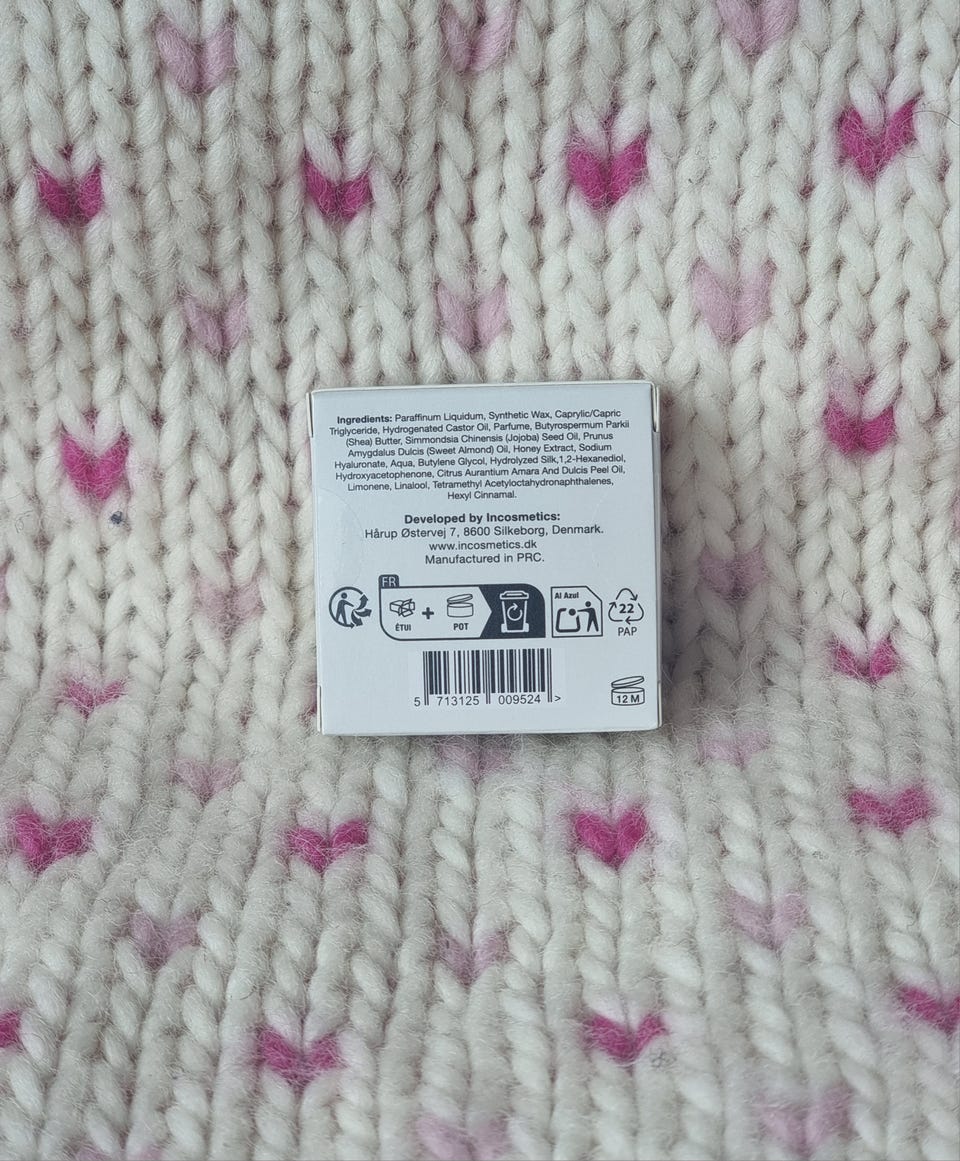 Ingredients: Paraffinum Liquidum, Synthetic Wax, Caprylic/Capric
Triglyceride, Hydrogenated Castor Oil, Parfume, Butyrospermum Parkii
(Shea) Butter, Simmondsia Chinensis (Jojoba) Seed Oil, Prunus
Amygdalus Dulcis (Sweet Almond) Oil, Honey Extract, Sodium
Hyaluronate, Aqua, Butylene Glycol, Hydrolyzed Silk,1,2-Hexanediol,
Hydroxyacetophenone, Citrus Aurantium Amara And Dulcis Peel Oil,
Limonene, Linalool, Tetramethyl Acetyloctahydronaphthalenes,
Hexyl Cinnamal.
Developed by Incosmetics:
Hårup Østervej 7, 8600 Silkeborg, Denmark.
www.incosmetics.dk
Manufactured in PRC.
FR
ÉTUI + POT
Al Azul
22
PAP
5 713125 009524 >
12 M